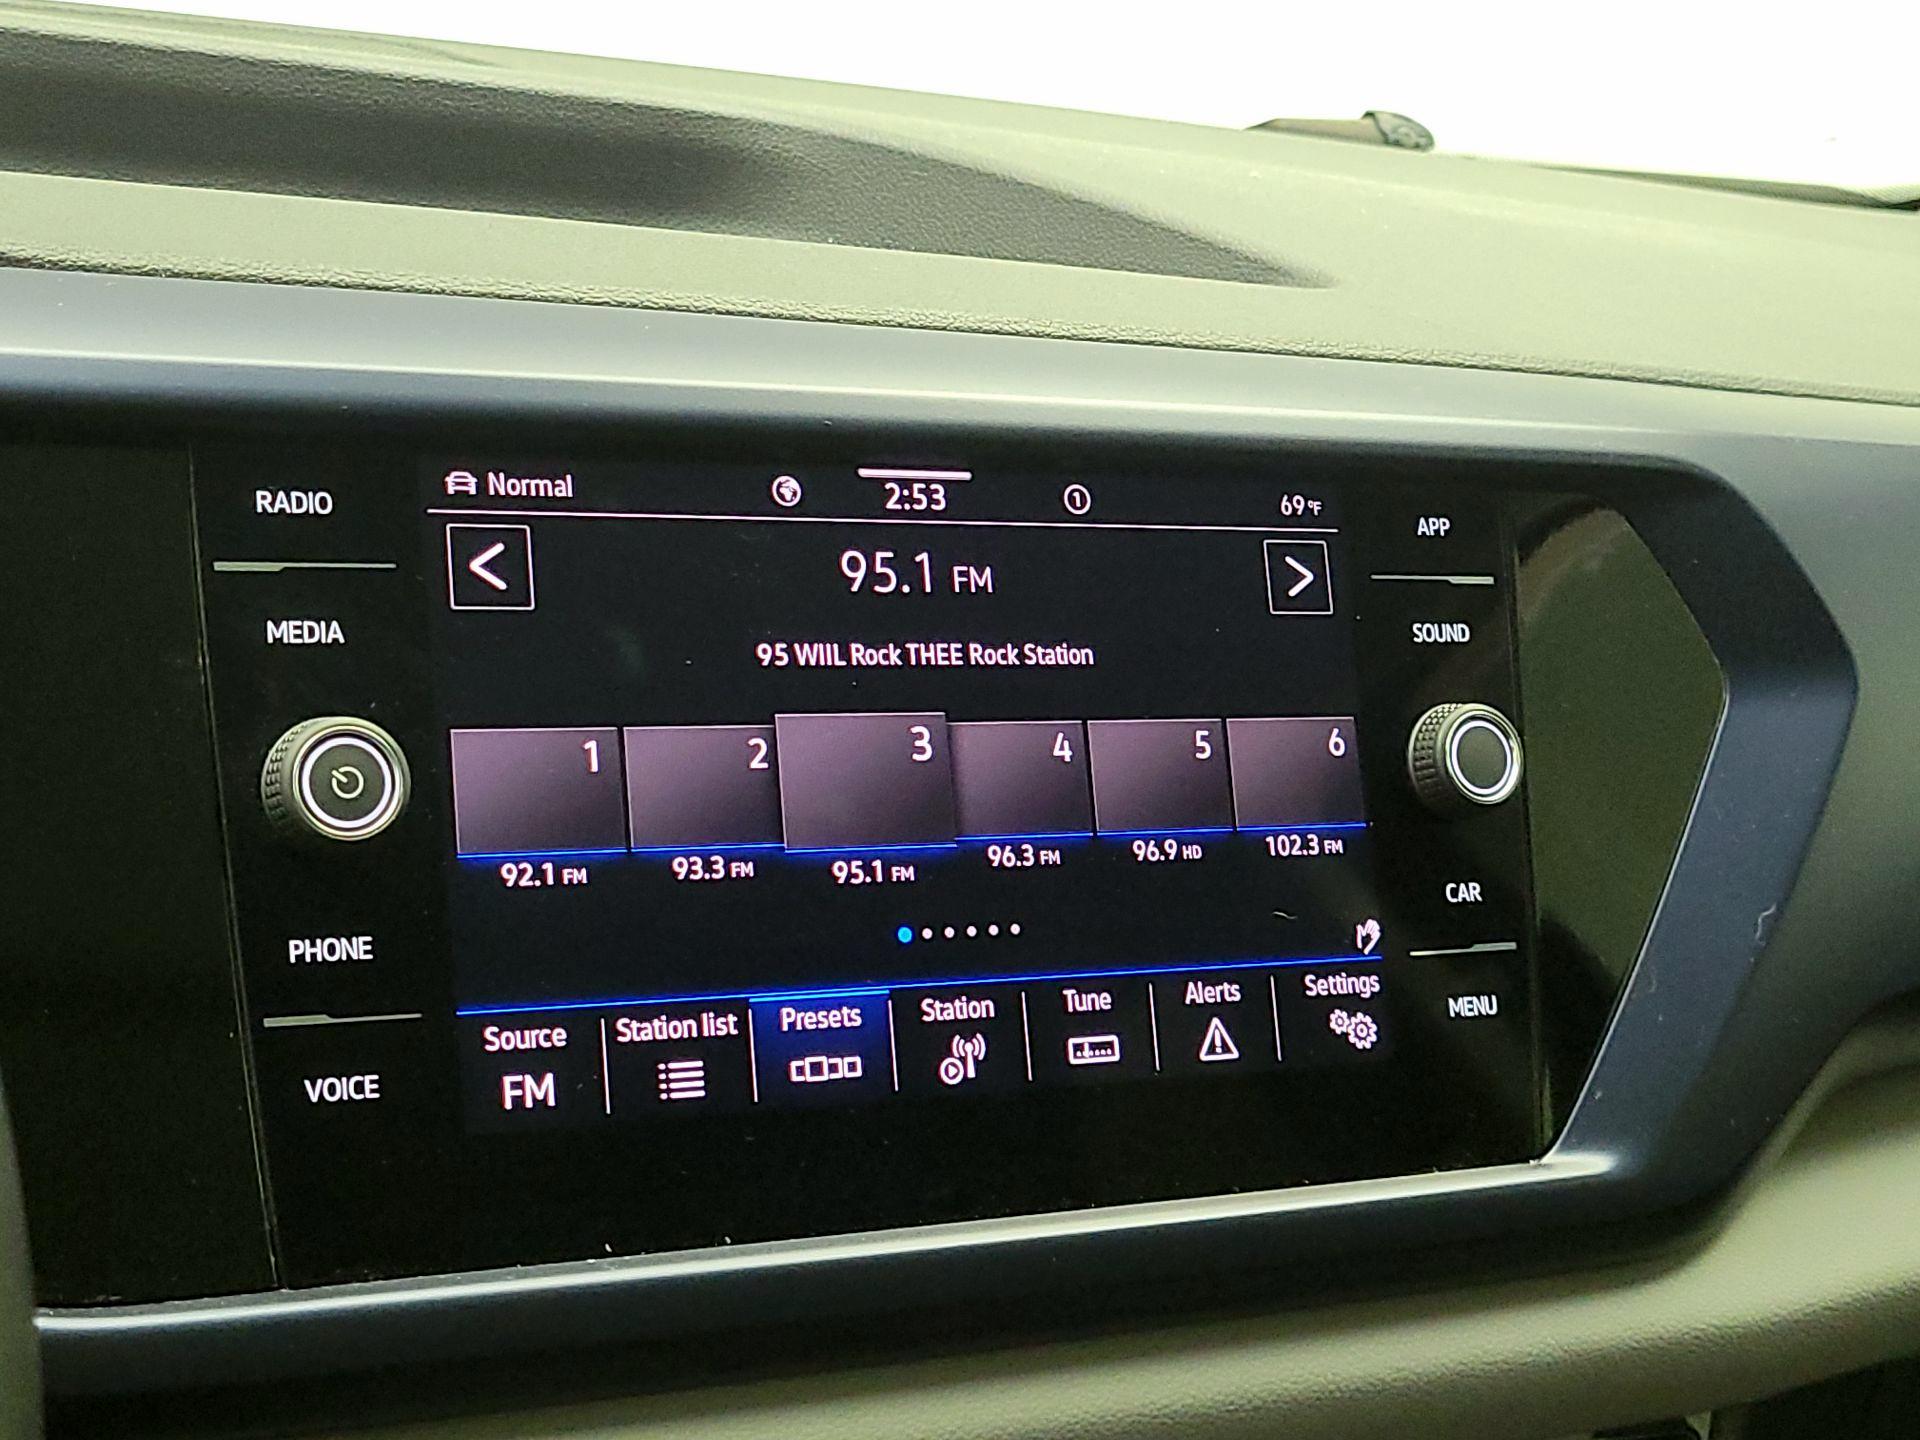 RADIO
MEDIA
PHONE
VOICE
Normal
2:53
1
69°F
95.1 FM
95 WIIL Rock THEE Rock Station
1 2 3 4 5 6
92.1 FM 93.3 FM 95.1 FM 96.3 FM 96.9 HD 102.3 FM
Source Station list Presets Station Tune Alerts Settings
FM
APP
SOUND
CAR
MENU